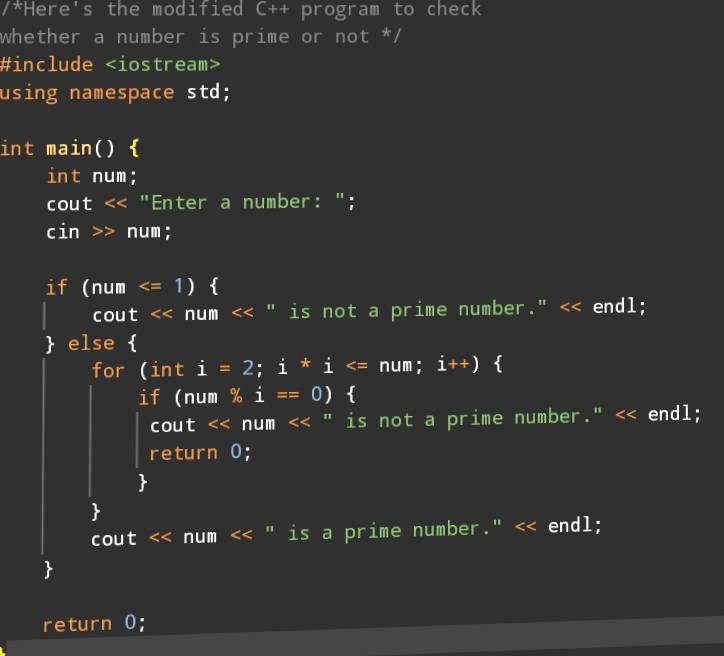 /*Here's the modified C++ program to check
whether a number is prime or not */
#include <iostream>
using namespace std;

int main() {
    int num;
    cout << "Enter a number: ";
    cin >> num;

    if (num <= 1) {
        cout << num << " is not a prime number." << endl;
    } else {
        for (int i = 2; i * i <= num; i++) {
            if (num % i == 0) {
             cout << num << " is not a prime number." << endl;
             return 0;
            }
        }
        cout << num << " is a prime number." << endl;
    }

    return 0;
}